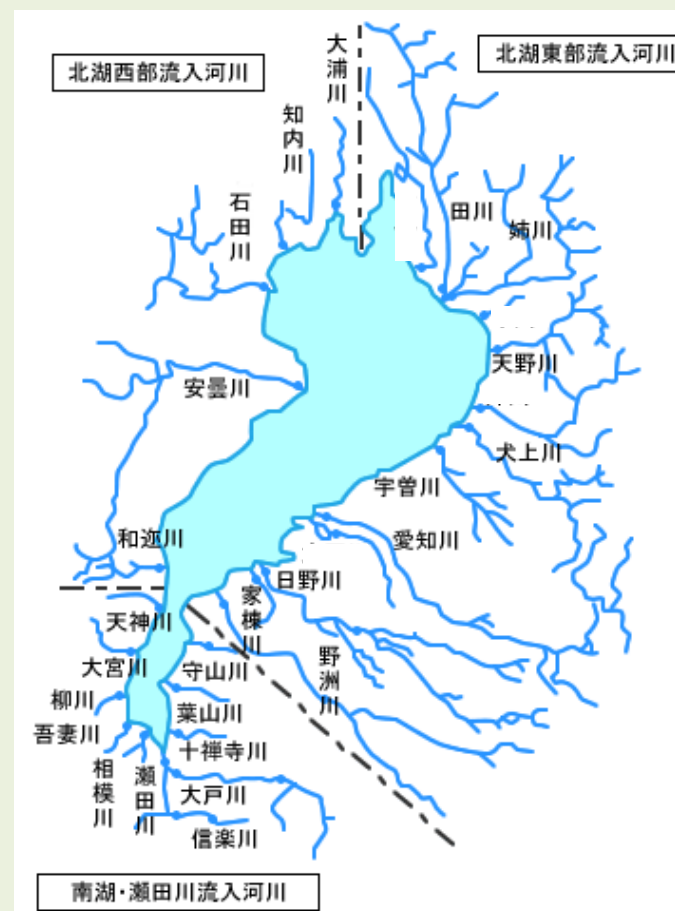 北湖西部流入河川
北湖東部流入河川
大浦川
知内川
石田川
田川
姉川
天野川
安曇川
犬上川
宇曽川
愛知川
和迩川
日野川
家棟川
天神川
野洲川
大宮川
守山川
柳川
葉山川
吾妻川
十禅寺川
相模川
瀬田川
大戸川
信楽川
南湖・瀬田川流入河川